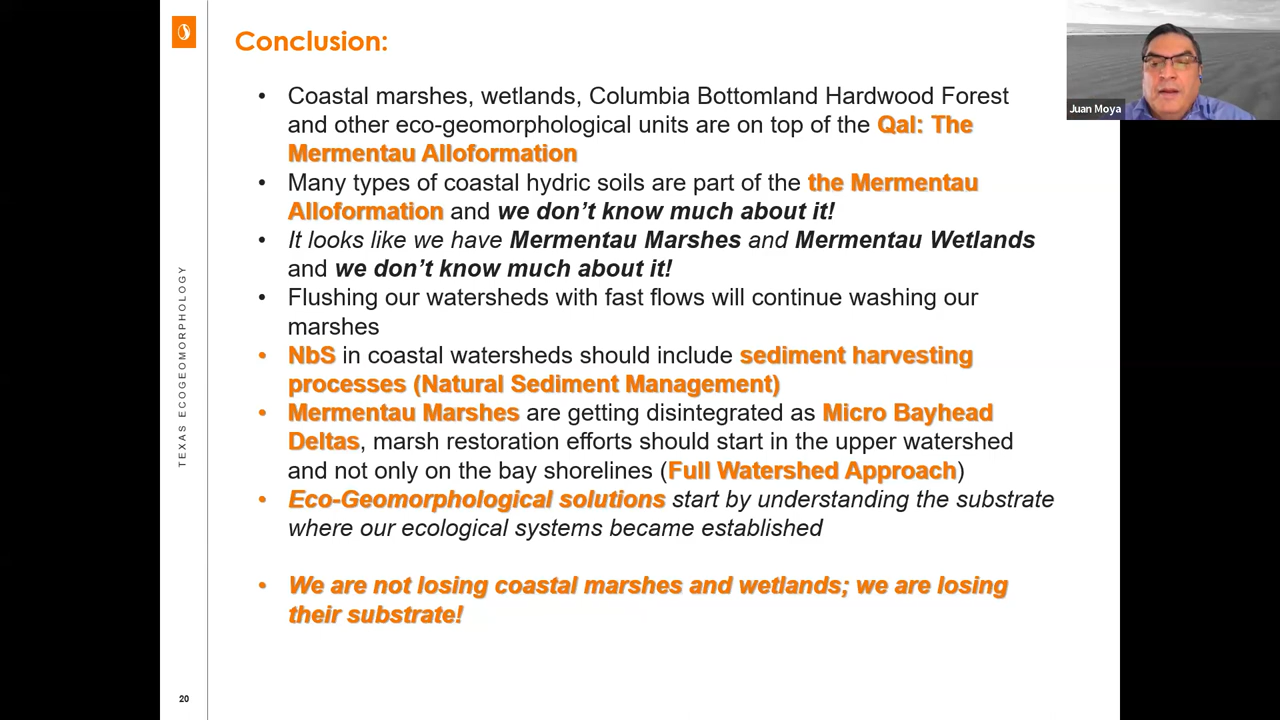 Conclusion:
• Coastal marshes, wetlands, Columbia Bottomland Hardwood Forest
and other eco-geomorphological units are on top of the Qal: The
Mermentau Alloformation
• Many types of coastal hydric soils are part of the the Mermentau
Alloformation and we don't know much about it!
• It looks like we have Mermentau Marshes and Mermentau Wetlands
and we don't know much about it!
• Flushing our watersheds with fast flows will continue washing our
marshes
• NbS in coastal watersheds should include sediment harvesting
processes (Natural Sediment Management)
• Mermentau Marshes are getting disintegrated as Micro Bayhead
Deltas, marsh restoration efforts should start in the upper watershed
and not only on the bay shorelines (Full Watershed Approach)
• Eco-Geomorphological solutions start by understanding the substrate
where our ecological systems became established
• We are not losing coastal marshes and wetlands; we are losing
their substrate!
TEXAS ECOGEOMORPHOLOGY
20
Juan Moya